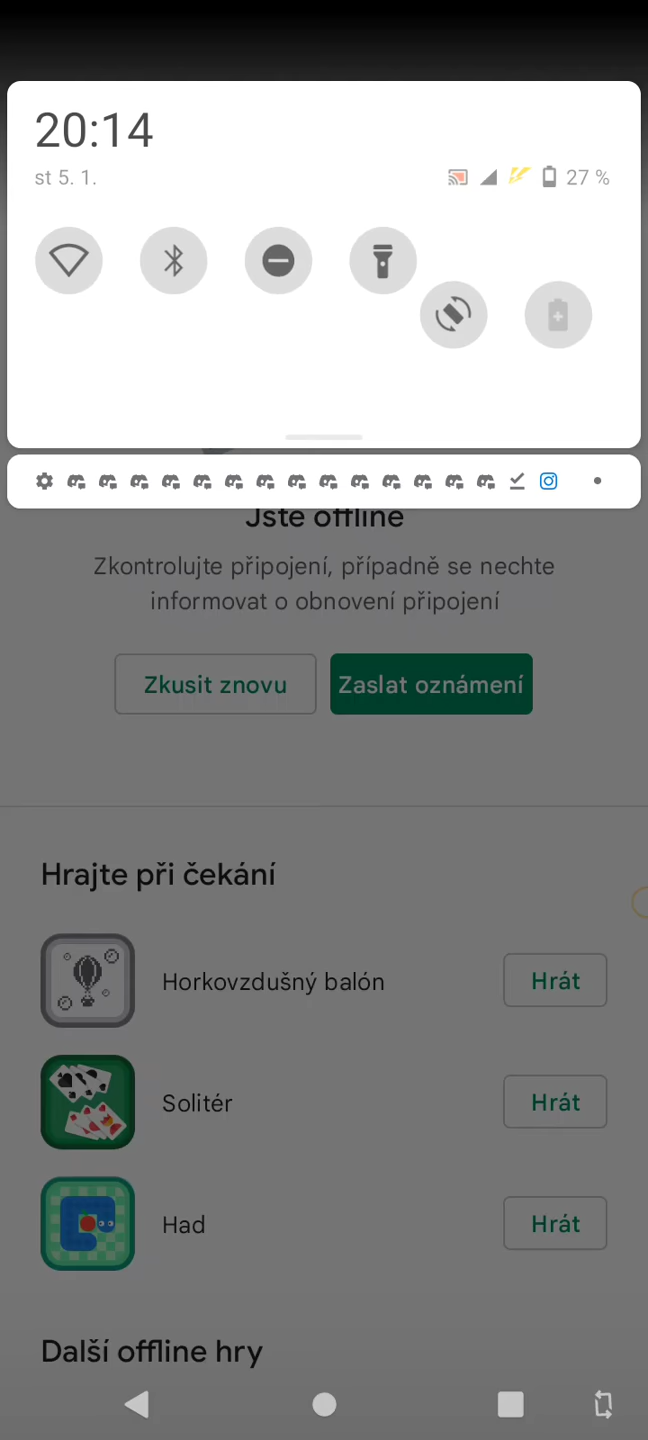 20:14
st 5. 1.
27 %
Jste offline
Zkontrolujte připojení, případně se nechte
informovat o obnovení připojení
Zkusit znovu
Zaslat oznámení
Hrajte při čekání
Horkovzdušný balón
Hrát
Solitér
Hrát
Had
Hrát
Další offline hry